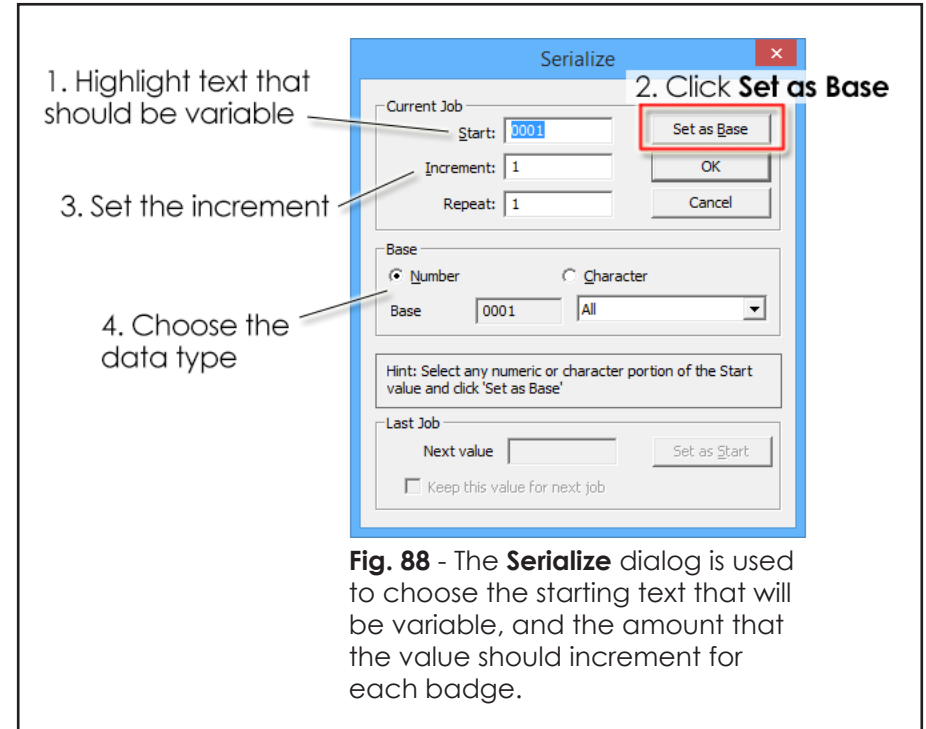 Serialize
1. Highlight text that
should be variable
2. Click Set as Base
Current Job
Start: 0001
Set as Base
Increment: 1
OK
3. Set the increment
Repeat: 1
Cancel
Base
Number
Character
Base 0001
All
4. Choose the
data type
Hint: Select any numeric or character portion of the Start
value and click 'Set as Base'
Last Job
Next value
Set as Start
Keep this value for next job
Fig. 88 - The Serialize dialog is used
to choose the starting text that will
be variable, and the amount that
the value should increment for
each badge.